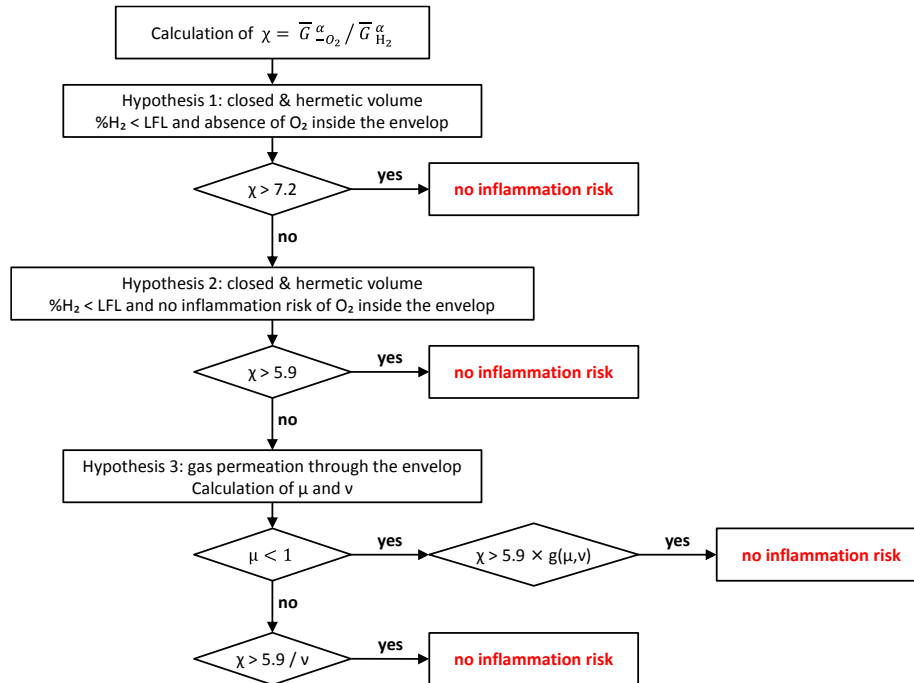 Calculation of χ = G̅ α −O₂ / G̅ α H₂
Hypothesis 1: closed & hermetic volume
%H₂ < LFL and absence of O₂ inside the envelop
χ > 7.2
yes
no inflammation risk
no
Hypothesis 2: closed & hermetic volume
%H₂ < LFL and no inflammation risk of O₂ inside the envelop
χ > 5.9
yes
no inflammation risk
no
Hypothesis 3: gas permeation through the envelop
Calculation of μ and ν
μ < 1
yes
χ > 5.9 × g(μ,ν)
yes
no inflammation risk
no
χ > 5.9 / ν
yes
no inflammation risk